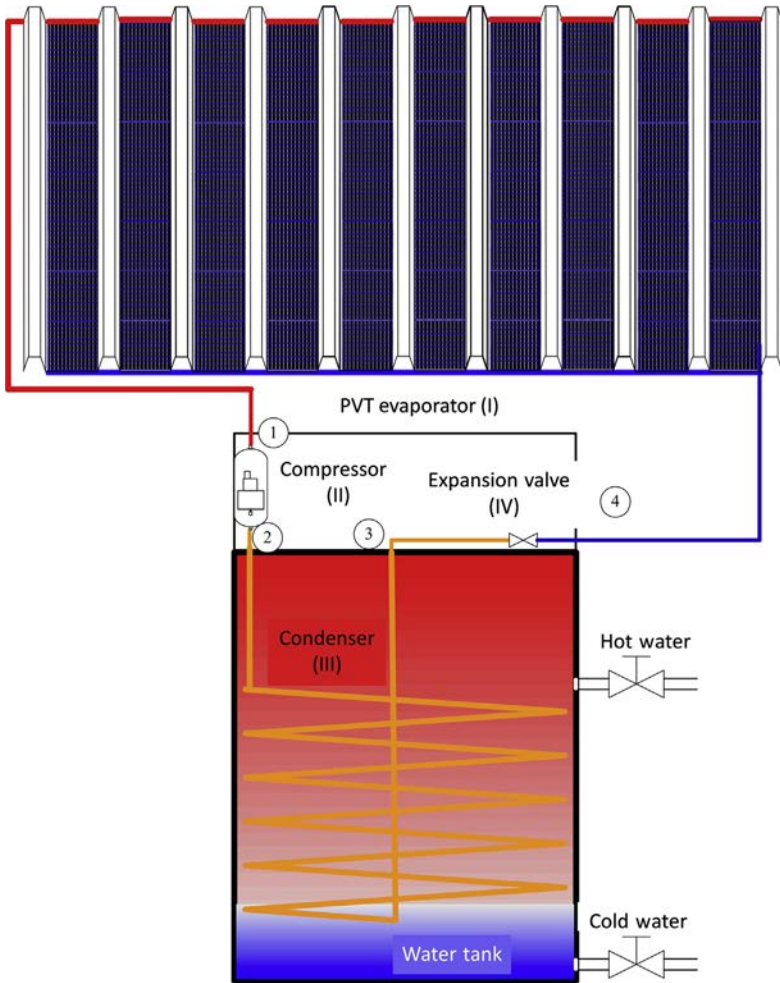 PVT evaporator (I)
1
Compressor
(II)
Expansion valve
(IV)
4
2
3
Condenser
(III)
Hot water
Cold water
Water tank